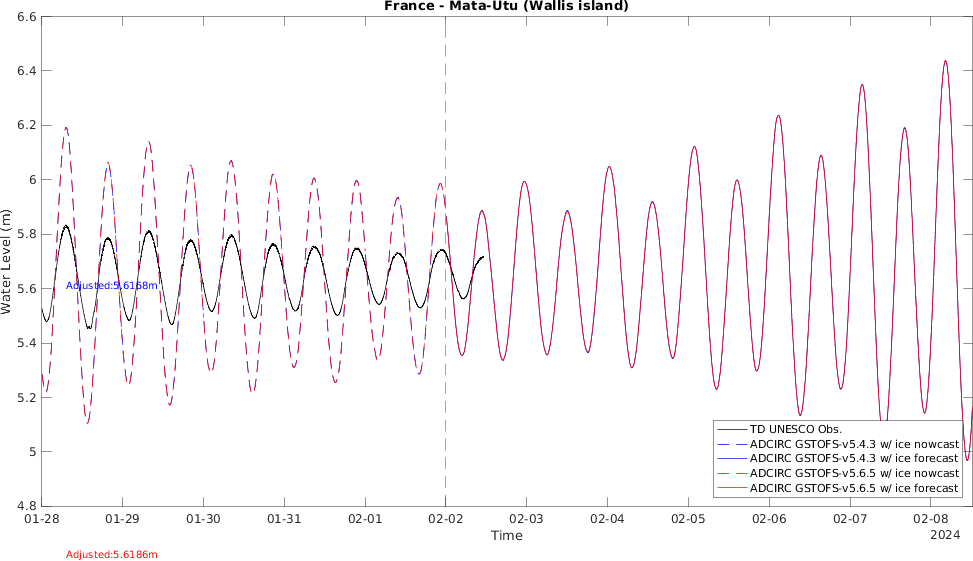 France - Mata-Utu (Wallis island)
6.6
6.4
6.2
6
5.8
5.6
5.4
5.2
5
4.8
Water Level (m)
Adjusted:5.6168m
TD UNESCO Obs.
ADCIRC GSTOFS-v5.4.3 w/ ice nowcast
ADCIRC GSTOFS-v5.4.3 w/ ice forecast
ADCIRC GSTOFS-v5.6.5 w/ ice nowcast
ADCIRC GSTOFS-v5.6.5 w/ ice forecast
01-28 01-29 01-30 01-31 02-01 02-02 02-03 02-04 02-05 02-06 02-07 02-08
2024
Time
Adjusted:5.6186m